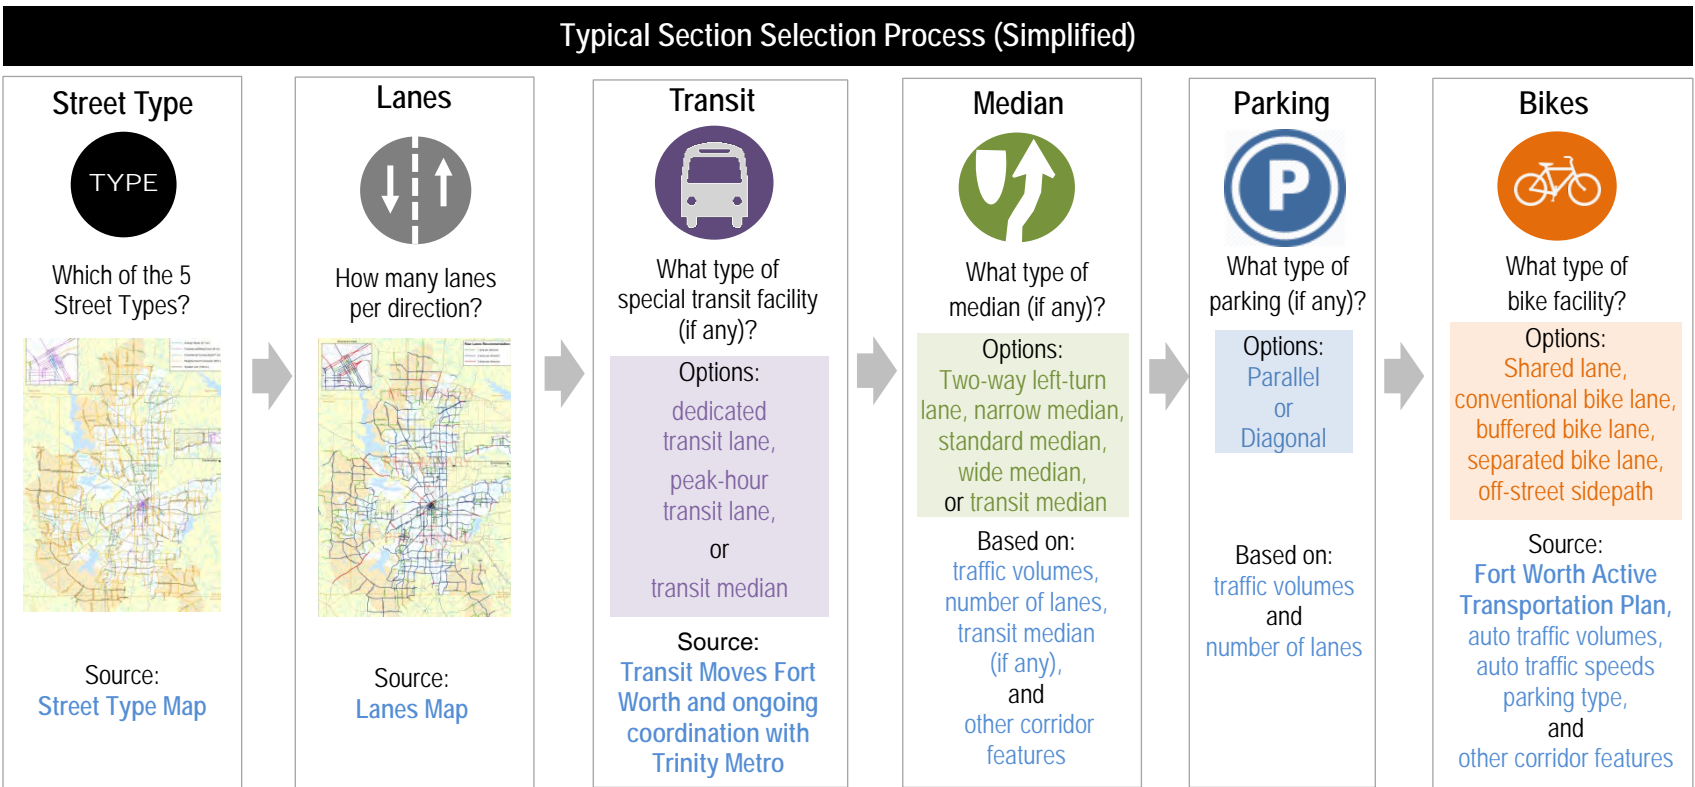 Typical Section Selection Process (Simplified)
Street Type
TYPE
Which of the 5
Street Types?
Source:
Street Type Map
Lanes
How many lanes
per direction?
Source:
Lanes Map
Transit
What type of
special transit facility
(if any)?
Options:
dedicated
transit lane,
peak-hour
transit lane,
or
transit median
Source:
Transit Moves Fort
Worth and ongoing
coordination with
Trinity Metro
Median
What type of
median (if any)?
Options:
Two-way left-turn
lane, narrow median,
standard median,
wide median,
or transit median
Based on:
traffic volumes,
number of lanes,
transit median
(if any),
and
other corridor
features
Parking
P
What type of
parking (if any)?
Options:
Parallel
or
Diagonal
Based on:
traffic volumes
and
number of lanes
Bikes
What type of
bike facility?
Options:
Shared lane,
conventional bike lane,
buffered bike lane,
separated bike lane,
off-street sidepath
Source:
Fort Worth Active
Transportation Plan,
auto traffic volumes,
auto traffic speeds
parking type,
and
other corridor features